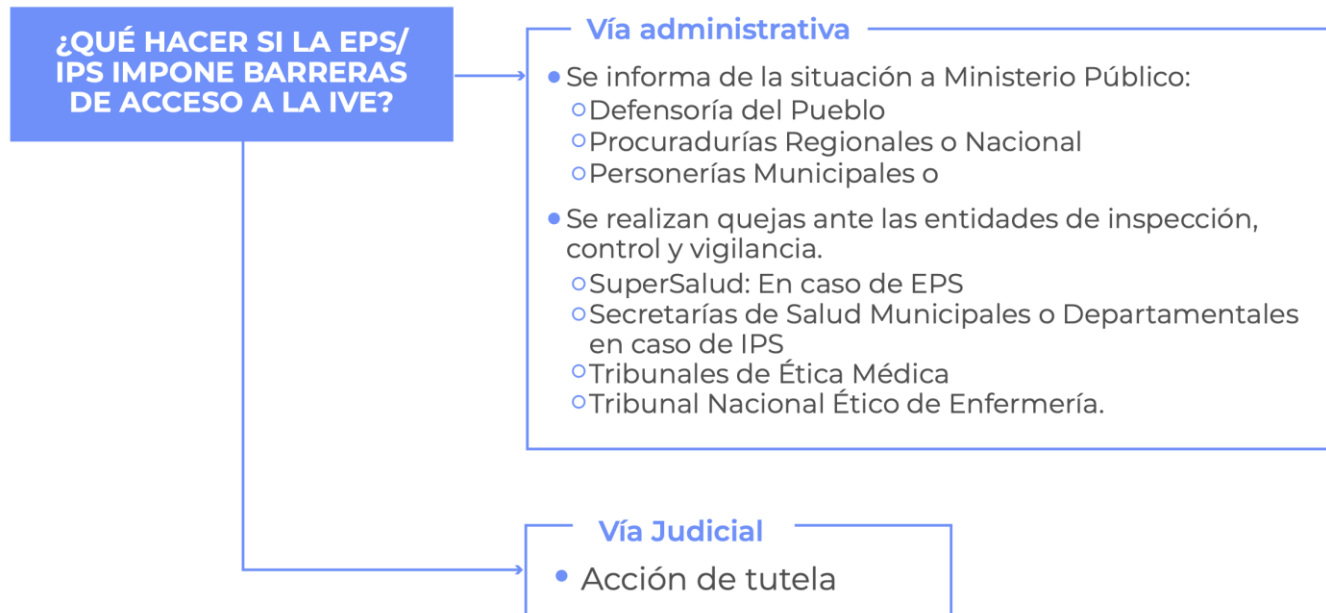 ¿QUÉ HACER SI LA EPS/
IPS IMPONE BARRERAS
DE ACCESO A LA IVE?
Vía administrativa
Se informa de la situación a Ministerio Público:
Defensoría del Pueblo
Procuradurías Regionales o Nacional
Personerías Municipales o
Se realizan quejas ante las entidades de inspección,
control y vigilancia.
SuperSalud: En caso de EPS
Secretarías de Salud Municipales o Departamentales
en caso de IPS
Tribunales de Ética Médica
Tribunal Nacional Ético de Enfermería.
Vía Judicial
Acción de tutela